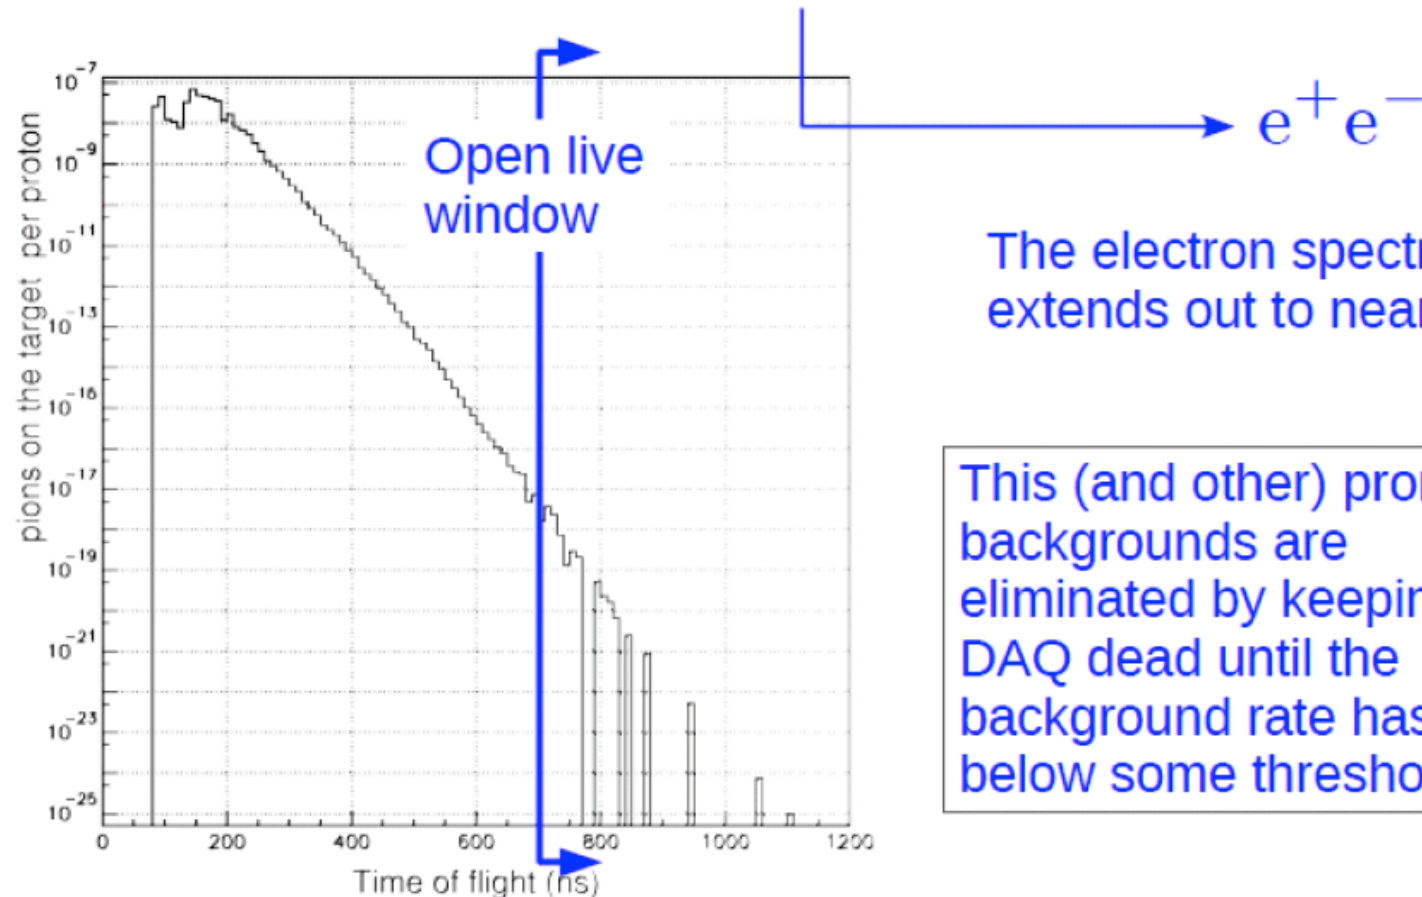 10^-7
10^-9
10^-11
10^-13
10^-16
10^-17
10^-19
10^-21
10^-23
10^-25
pions on the target per proton
0 200 400 600 800 1000 1200
Time of flight (ns)
Open live
window
e^+e^-
The electron spectr
extends out to near
This (and other) pro
backgrounds are
eliminated by keepin
DAQ dead until the
background rate has
below some thresho